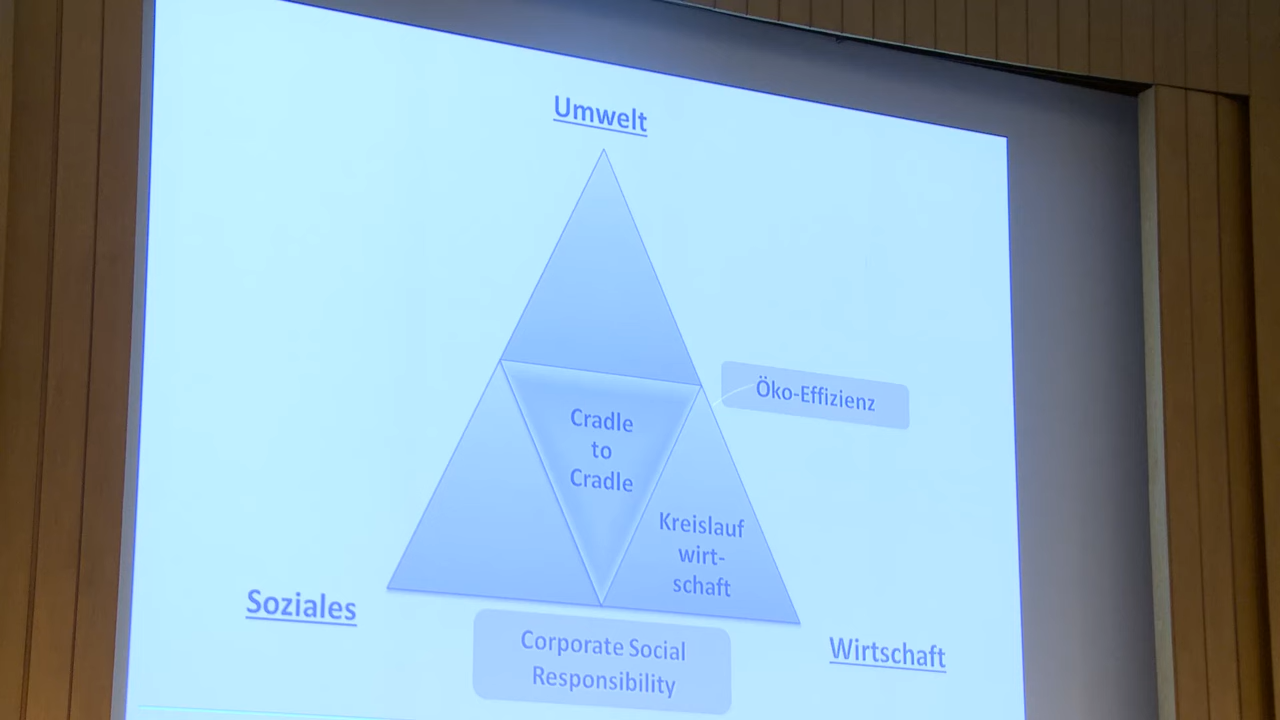 Umwelt
Öko-Effizienz
Cradle
to
Cradle
Kreislauf
wirt-
schaft
Soziales
Wirtschaft
Corporate Social
Responsibility